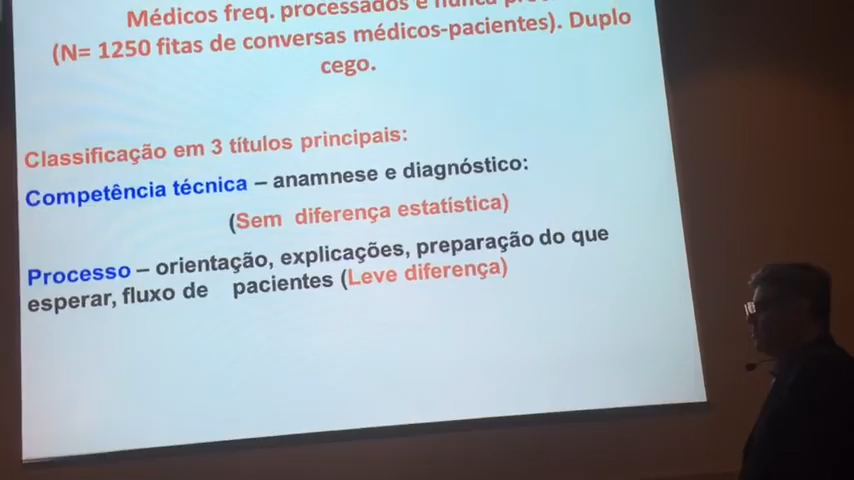 Médicos freq. processados e nunca
(N= 1250 fitas de conversas médicos-pacientes). Duplo
cego.
Classificação em 3 títulos principais:
Competência técnica – anamnese e diagnóstico:
(Sem diferença estatística)
Processo – orientação, explicações, preparação do que
esperar, fluxo de pacientes (Leve diferença)